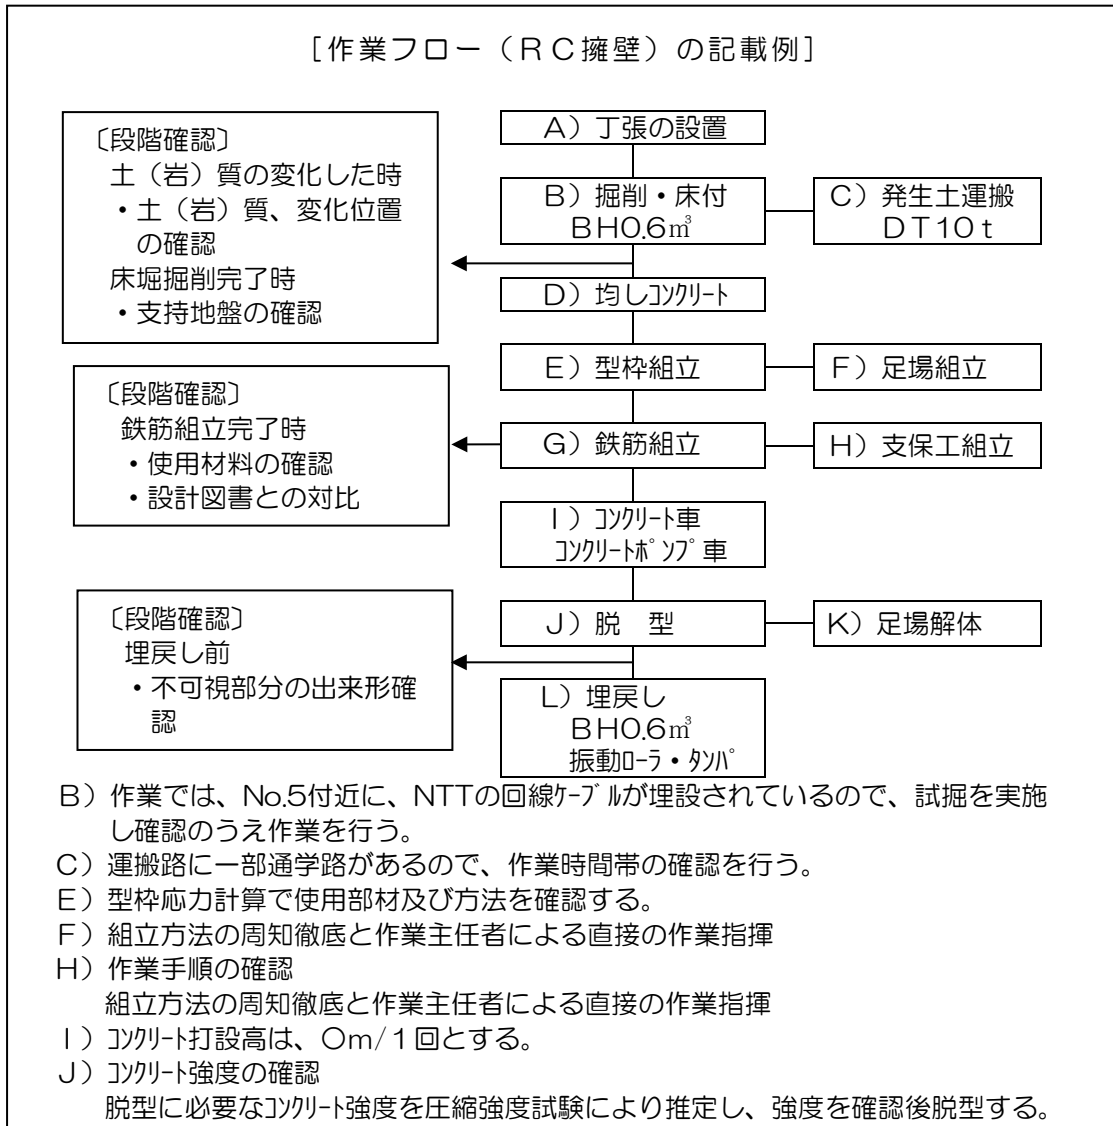 [作業フロー（ＲＣ擁壁）の記載例]
〔段階確認〕
土（岩）質の変化した時
・土（岩）質、変化位置
の確認
床堀掘削完了時
・支持地盤の確認
Ａ）丁張の設置
Ｂ）掘削・床付
ＢＨ0.6㎥
Ｃ）発生土運搬
ＤＴ10ｔ
Ｄ）均しｺﾝｸﾘｰﾄ
Ｅ）型枠組立
Ｆ）足場組立
〔段階確認〕
鉄筋組立完了時
・使用材料の確認
・設計図書との対比
Ｇ）鉄筋組立
Ｈ）支保工組立
Ｉ）ｺﾝｸﾘｰﾄ車
ｺﾝｸﾘｰﾄﾎﾟﾝﾌﾟ車
〔段階確認〕
埋戻し前
・不可視部分の出来形確
認
Ｊ）脱　型
Ｋ）足場解体
Ｌ）埋戻し
ＢＨ0.6㎥
振動ﾛｰﾗ・ﾀﾝﾊﾟ
Ｂ）作業では、No.5付近に、NTTの回線ｹｰﾌﾞﾙが埋設されているので、試掘を実施
し確認のうえ作業を行う。
Ｃ）運搬路に一部通学路があるので、作業時間帯の確認を行う。
Ｅ）型枠応力計算で使用部材及び方法を確認する。
Ｆ）組立方法の周知徹底と作業主任者による直接の作業指揮
Ｈ）作業手順の確認
組立方法の周知徹底と作業主任者による直接の作業指揮
Ｉ）ｺﾝｸﾘｰﾄ打設高は、〇ｍ/１回とする。
Ｊ）ｺﾝｸﾘｰﾄ強度の確認
脱型に必要なｺﾝｸﾘｰﾄ強度を圧縮強度試験により推定し、強度を確認後脱型する。